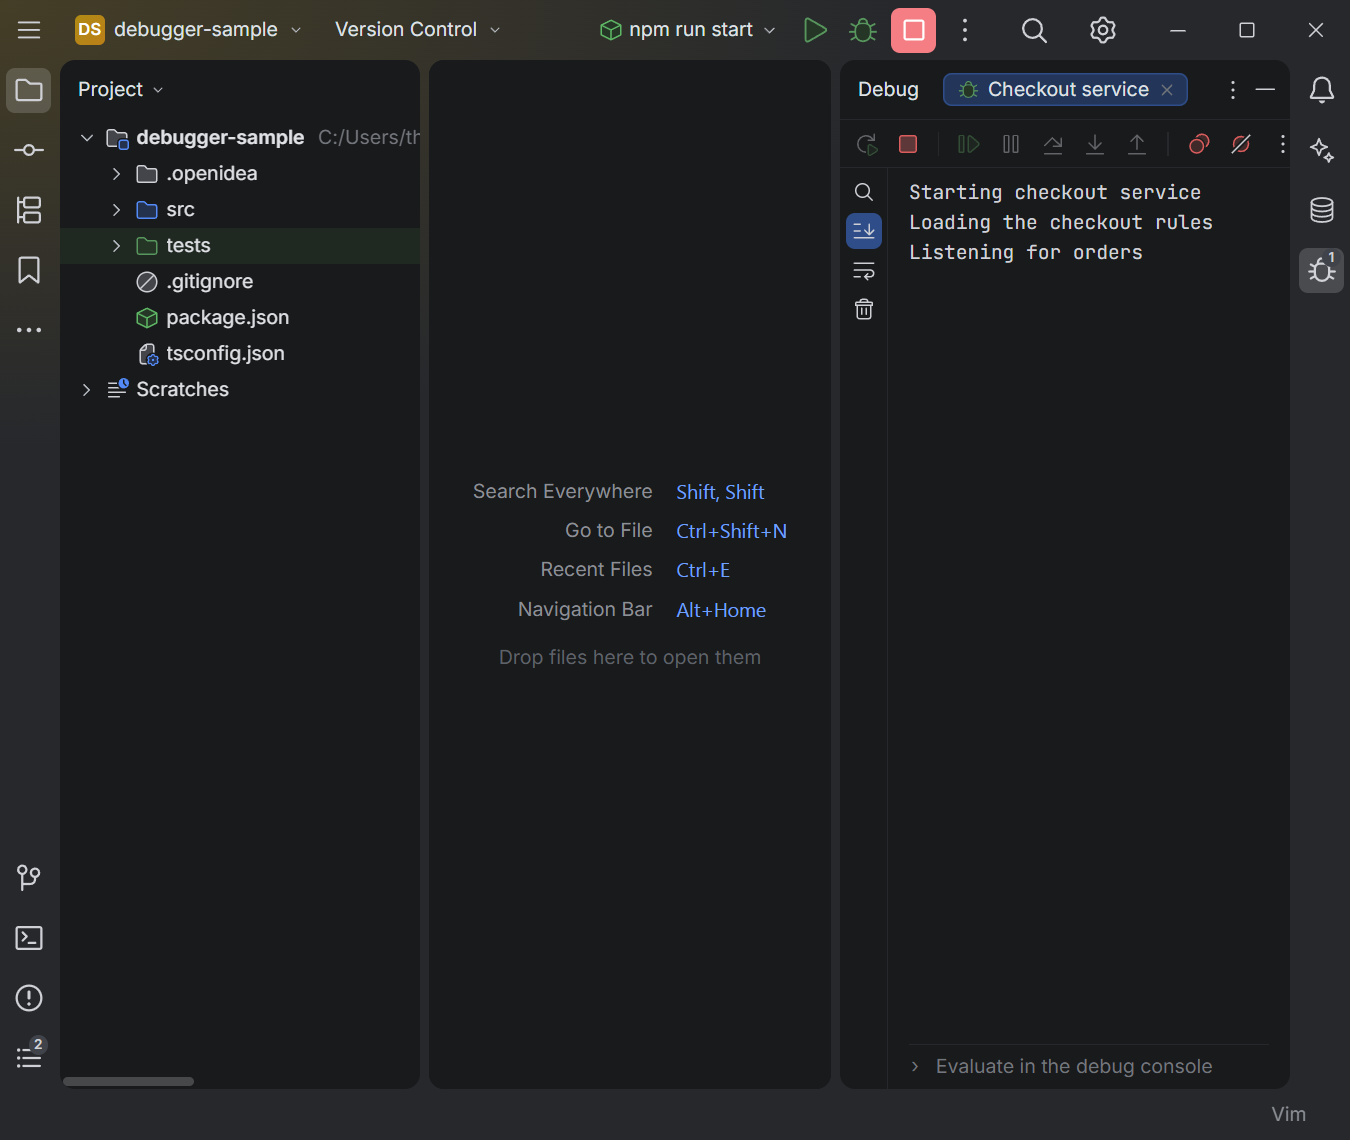 DS debugger-sample Version Control npm run start
Project
debugger-sample C:/Users/th
.openidea
src
tests
.gitignore
package.json
tsconfig.json
Scratches
2
Search Everywhere Shift, Shift
Go to File Ctrl+Shift+N
Recent Files Ctrl+E
Navigation Bar Alt+Home
Drop files here to open them
Debug Checkout service
Starting checkout service
Loading the checkout rules
Listening for orders
Evaluate in the debug console
1
Vim